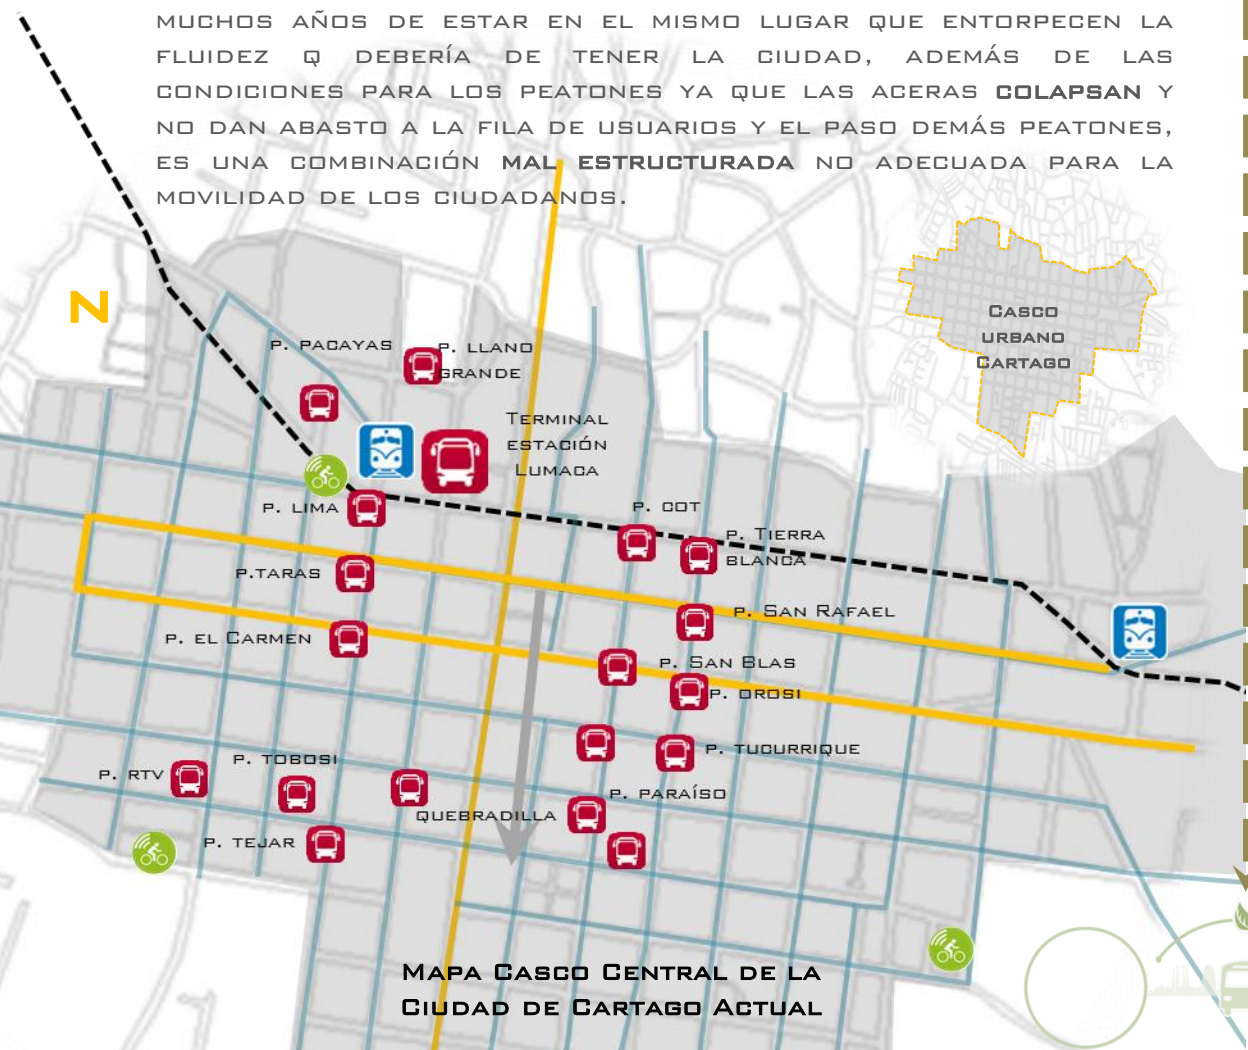 MUCHOS AÑOS DE ESTAR EN EL MISMO LUGAR QUE ENTORPECEN LA
FLUIDEZ Q DEBERÍA DE TENER LA CIUDAD, ADEMÁS DE LAS
CONDICIONES PARA LOS PEATONES YA QUE LAS ACERAS COLAPSAN Y
NO DAN ABASTO A LA FILA DE USUARIOS Y EL PASO DEMÁS PEATONES,
ES UNA COMBINACIÓN MAL ESTRUCTURADA NO ADECUADA PARA LA
MOVILIDAD DE LOS CIUDADANOS.
N
CASCO
URBANO
CARTAGO
P. PACAYAS
P. LLANO
GRANDE
TERMINAL
ESTACIÓN
LUMACA
P. LIMA
P. COT
P. TIERRA
BLANCA
P.TARAS
P. SAN RAFAEL
P. EL CARMEN
P. SAN BLAS
P. OROSI
P. TUCURRIQUE
P. RTV
P. TOBOSI
P. PARAÍSO
QUEBRADILLA
P. TEJAR
MAPA CASCO CENTRAL DE LA
CIUDAD DE CARTAGO ACTUAL